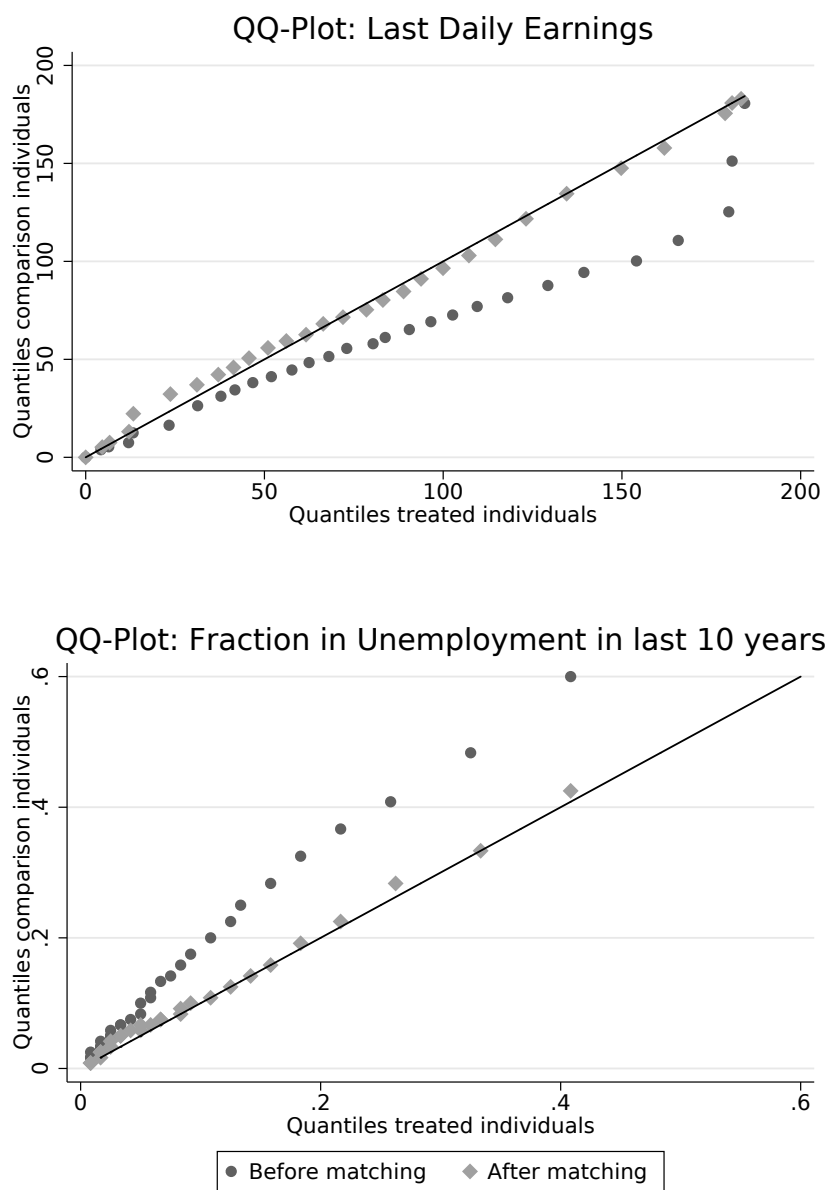 QQ-Plot: Last Daily Earnings
Quantiles comparison individuals
200
150
100
50
0
0 50 100 150 200
Quantiles treated individuals
QQ-Plot: Fraction in Unemployment in last 10 years
Quantiles comparison individuals
.6
.4
.2
0
0 .2 .4 .6
Quantiles treated individuals
Before matching After matching